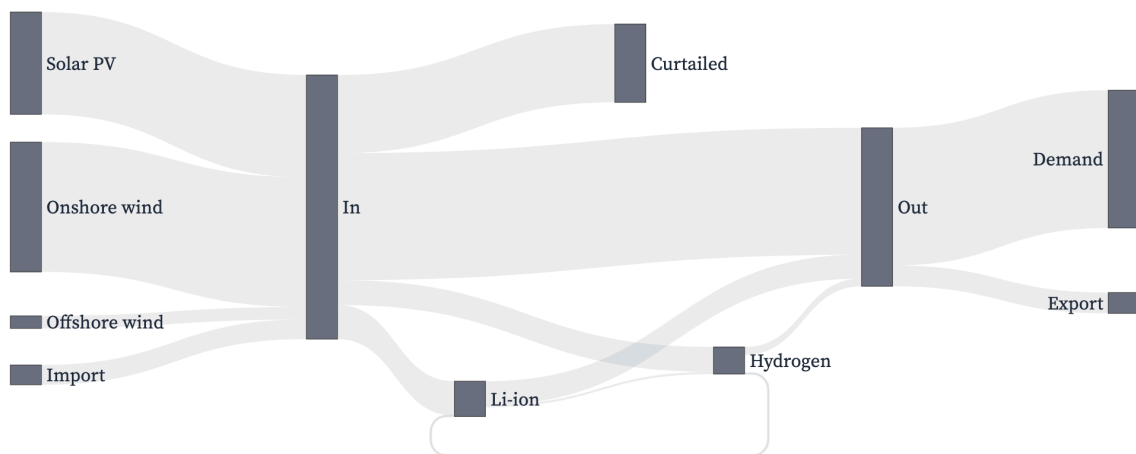 Solar PV
Curtailed
Demand
Onshore wind
In
Out
Export
Offshore wind
Hydrogen
Import
Li-ion